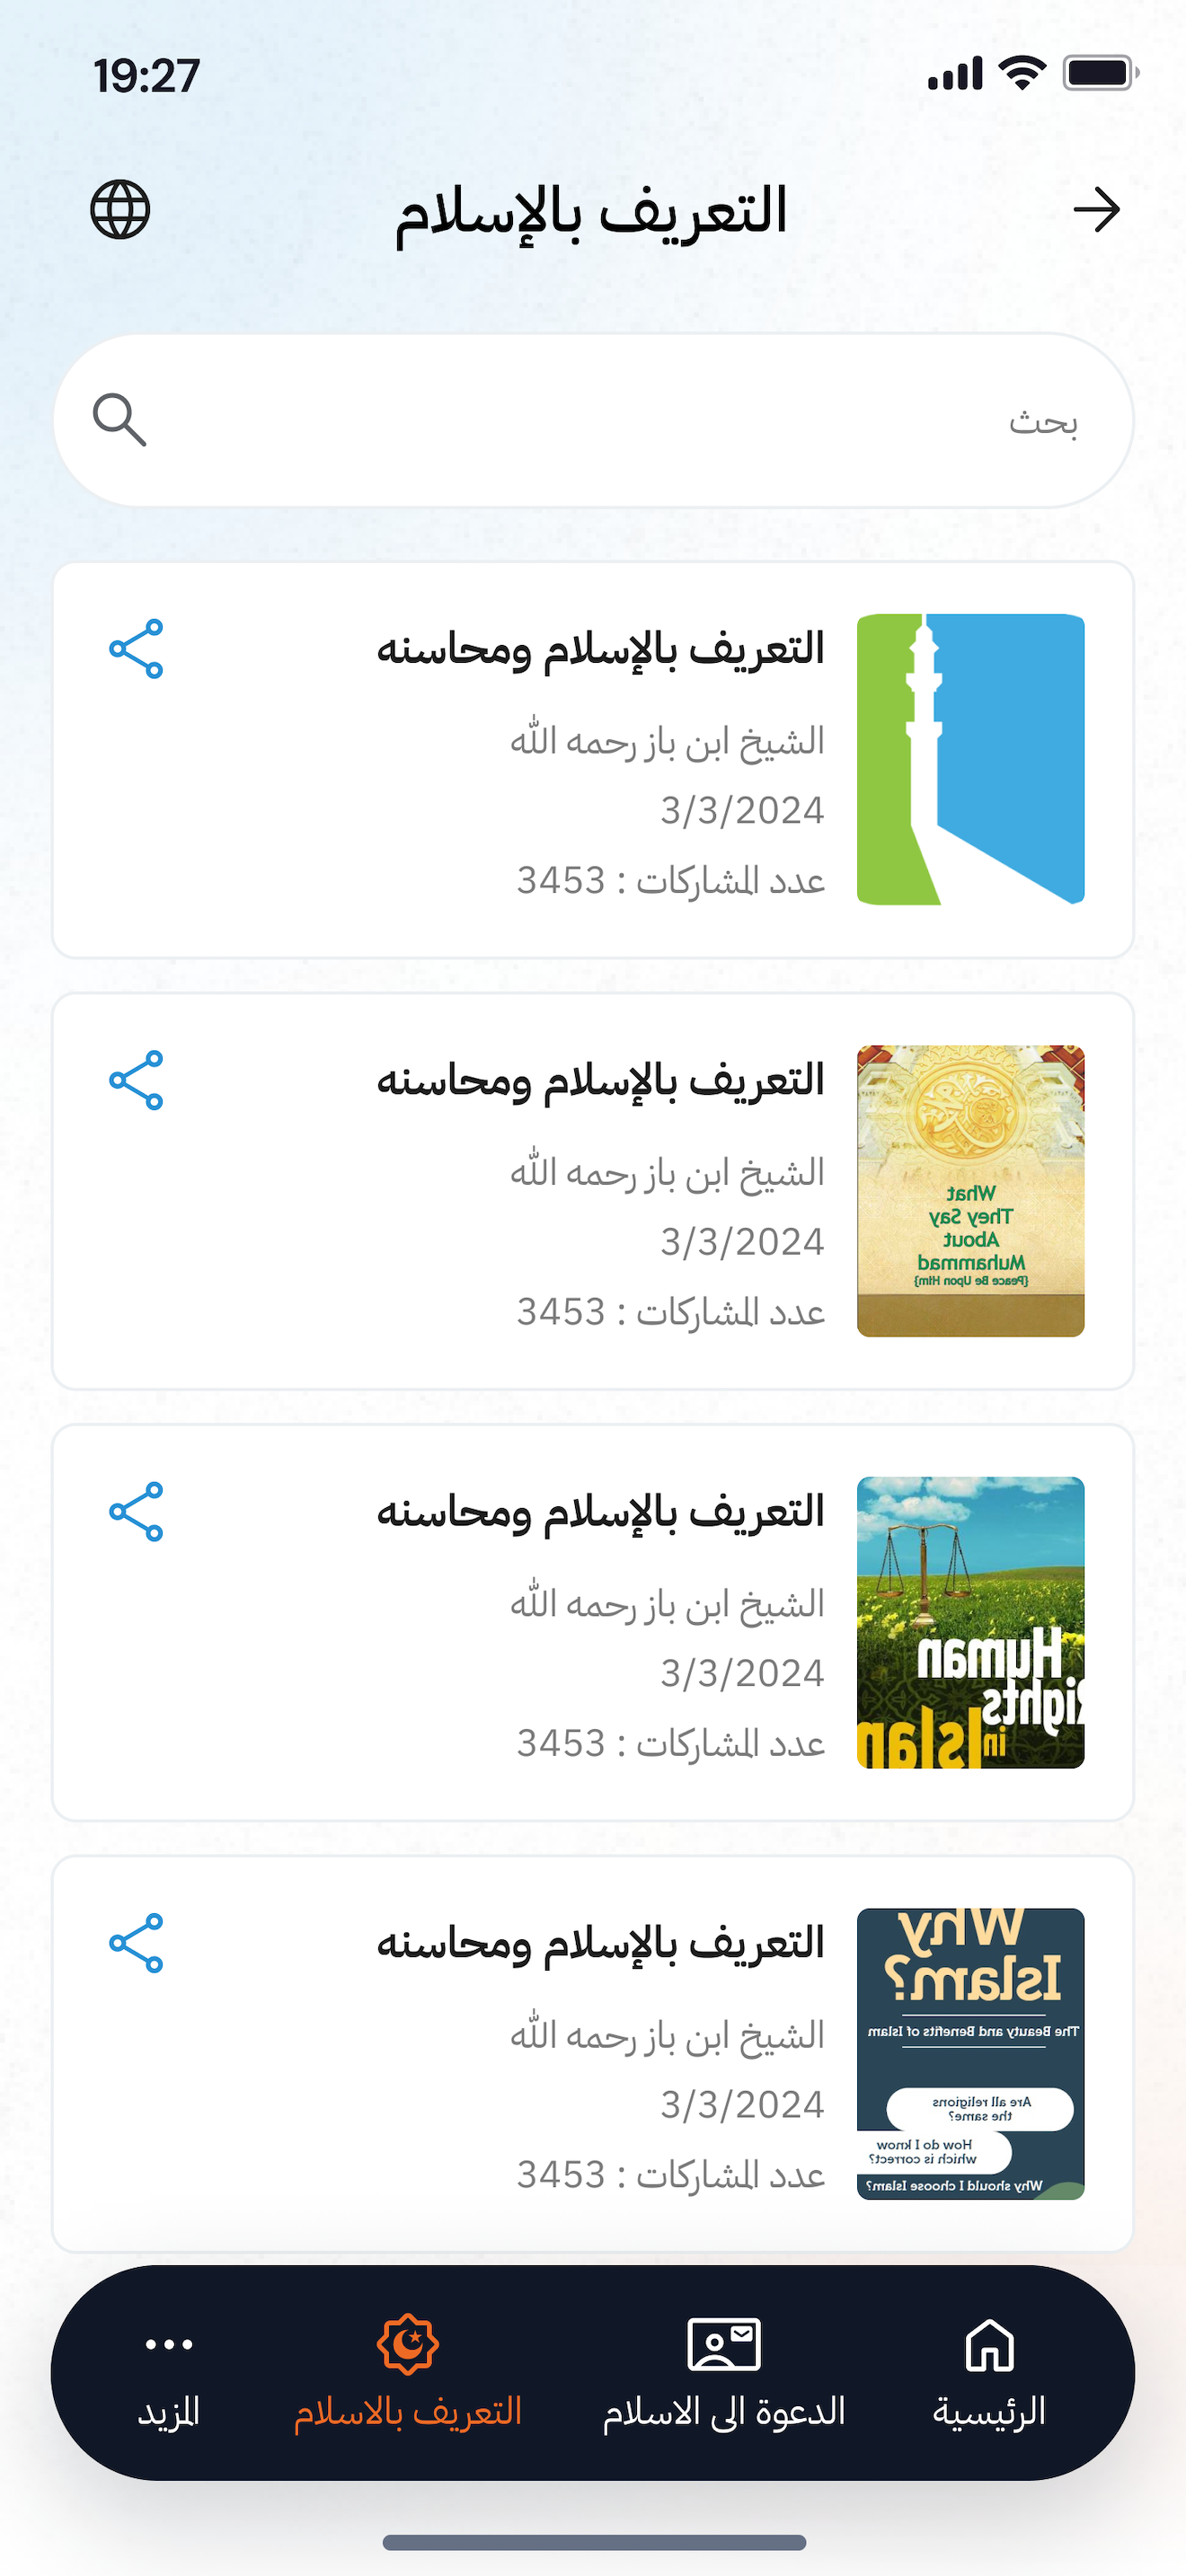 19:27
التعريف بالإسلام
بحث
التعريف بالإسلام ومحاسنه
الشيخ ابن باز رحمه الله
3/3/2024
عدد المشاركات : 3453
التعريف بالإسلام ومحاسنه
الشيخ ابن باز رحمه الله
3/3/2024
عدد المشاركات : 3453
What
They Say
About
Muhammad
{Peace Be Upon Him}
التعريف بالإسلام ومحاسنه
الشيخ ابن باز رحمه الله
3/3/2024
عدد المشاركات : 3453
Human
Rights
in Islam
التعريف بالإسلام ومحاسنه
الشيخ ابن باز رحمه الله
3/3/2024
عدد المشاركات : 3453
Why
Islam?
The Beauty and Benefits of Islam
Are all religions
the same?
How do I know
which is correct?
Why should I choose Islam?
الرئيسية
الدعوة الى الاسلام
التعريف بالاسلام
المزيد